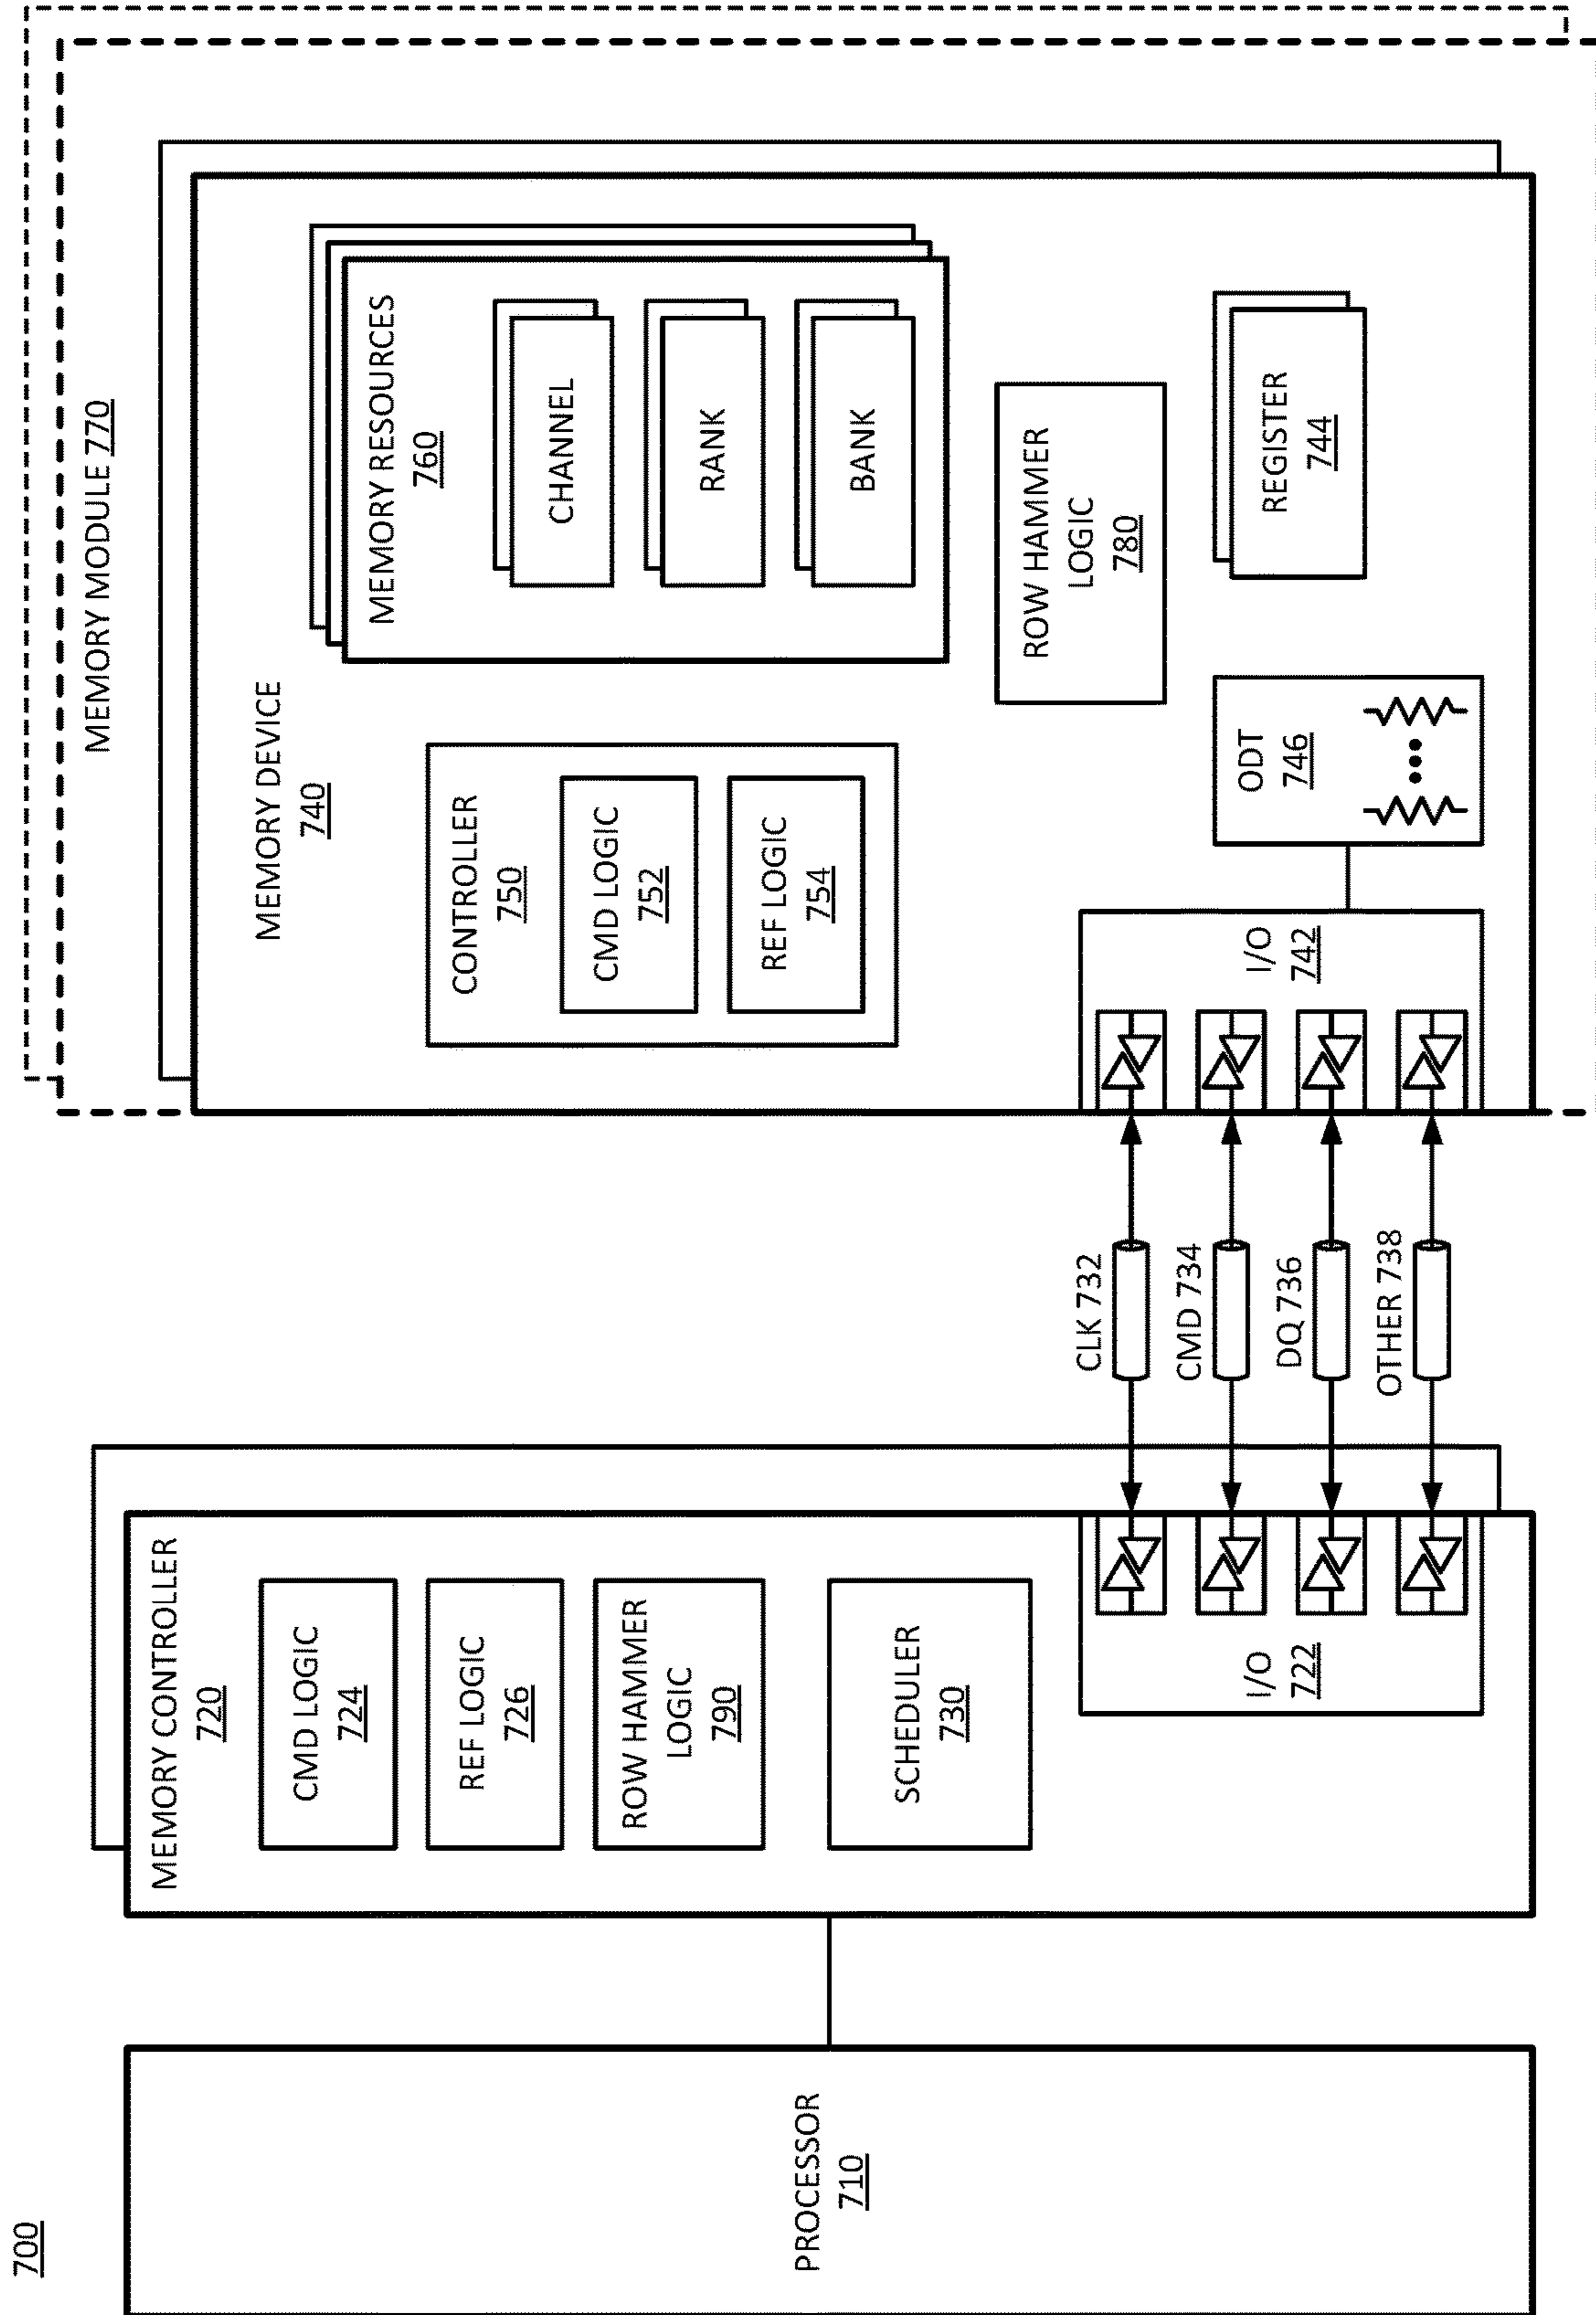 700
PROCESSOR
710
MEMORY CONTROLLER
720
CMD LOGIC
724
REF LOGIC
726
ROW HAMMER
LOGIC
790
SCHEDULER
730
I/O
722
CLK 732
CMD 734
DQ 736
OTHER 738
MEMORY MODULE 770
MEMORY DEVICE
740
CONTROLLER
750
CMD LOGIC
752
REF LOGIC
754
I/O
742
MEMORY RESOURCES
760
CHANNEL
RANK
BANK
ROW HAMMER
LOGIC
780
ODT
746
REGISTER
744